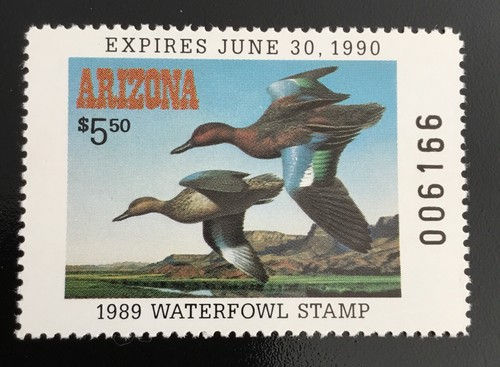 EXPIRES JUNE 30, 1990
ARIZONA
$5.50
006166
1989 WATERFOWL STAMP